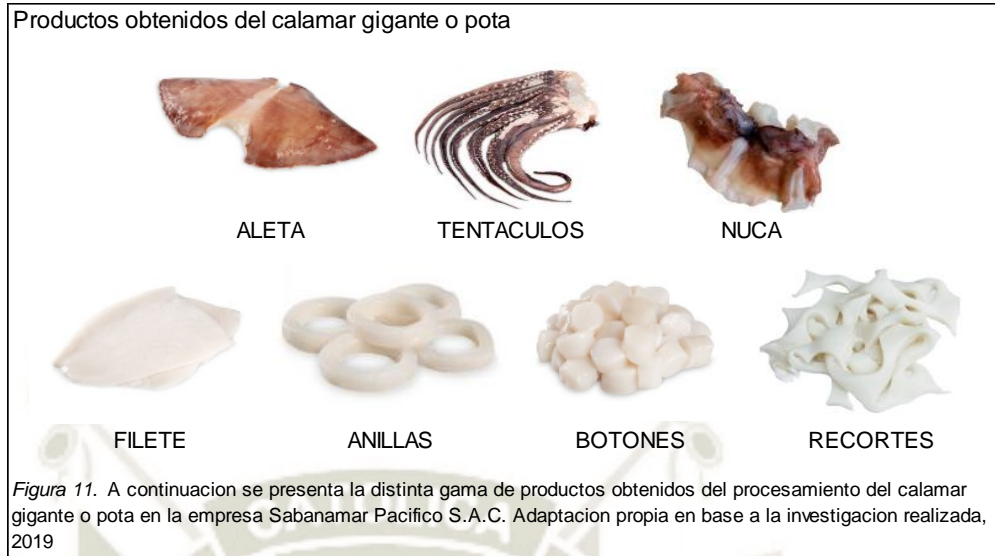 Productos obtenidos del calamar gigante o pota
ALETA TENTACULOS NUCA
FILETE ANILLAS BOTONES RECORTES
CATOLICA
Figura 11. A continuacion se presenta la distinta gama de productos obtenidos del procesamiento del calamar
gigante o pota en la empresa Sabanamar Pacifico S.A.C. Adaptacion propia en base a la investigacion realizada,
2019